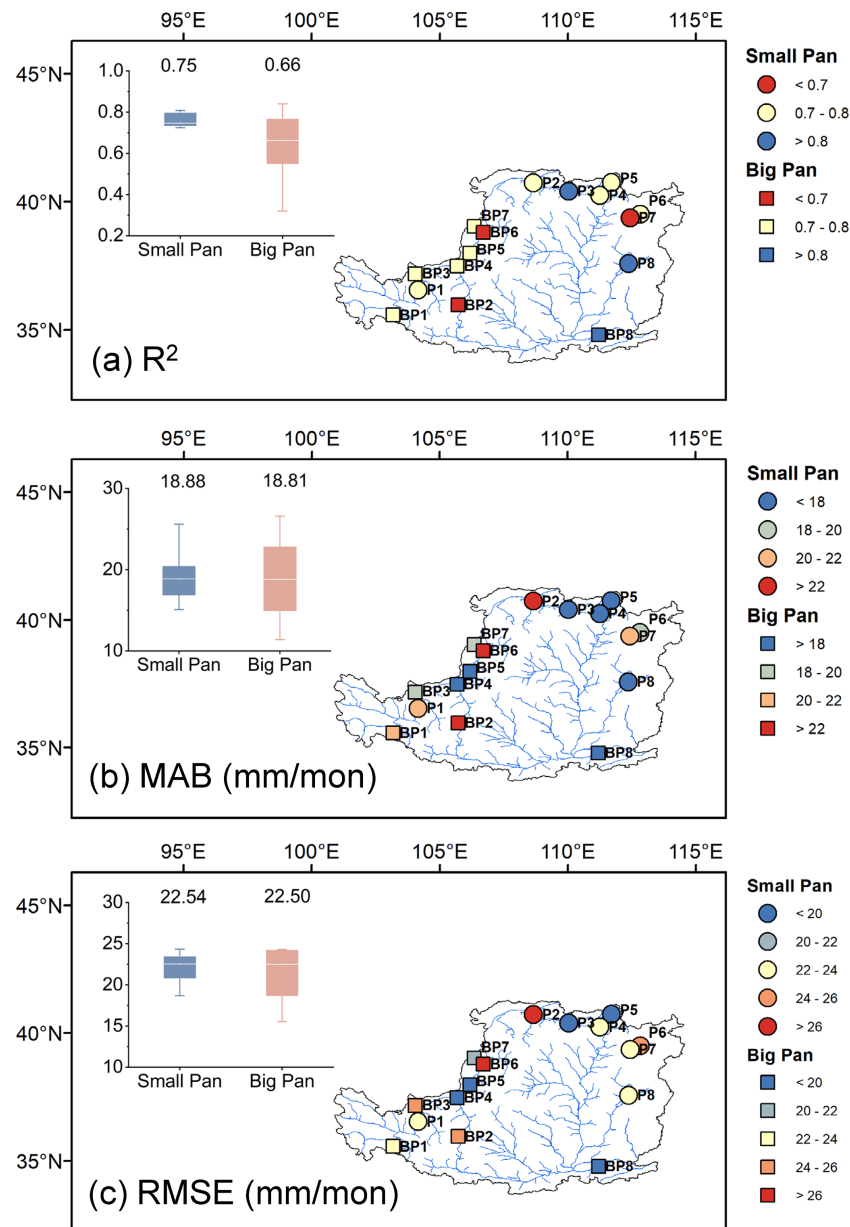 95°E 100°E 105°E 110°E 115°E
45°N
40°N
35°N
1.0
0.8
0.6
0.4
0.2
0.75 0.66
Small Pan Big Pan
P2
P3
P5
P4
P6
P7
P8
BP7
BP6
BP5
BP4
BP3
P1
BP2
BP1
BP8
(a) R²
Small Pan
< 0.7
0.7 - 0.8
> 0.8
Big Pan
< 0.7
0.7 - 0.8
> 0.8
95°E 100°E 105°E 110°E 115°E
45°N
40°N
35°N
30
20
10
18.88 18.81
Small Pan Big Pan
P2
P3
P5
P4
P6
P7
P8
BP7
BP6
BP5
BP4
BP3
P1
BP2
BP1
BP8
(b) MAB (mm/mon)
Small Pan
< 18
18 - 20
20 - 22
> 22
Big Pan
> 18
18 - 20
20 - 22
> 22
95°E 100°E 105°E 110°E 115°E
45°N
40°N
35°N
30
25
20
15
10
22.54 22.50
Small Pan Big Pan
P2
P3
P5
P4
P6
P7
P8
BP7
BP6
BP5
BP4
BP3
P1
BP2
BP1
BP8
(c) RMSE (mm/mon)
Small Pan
< 20
20 - 22
22 - 24
24 - 26
> 26
Big Pan
< 20
20 - 22
22 - 24
24 - 26
> 26